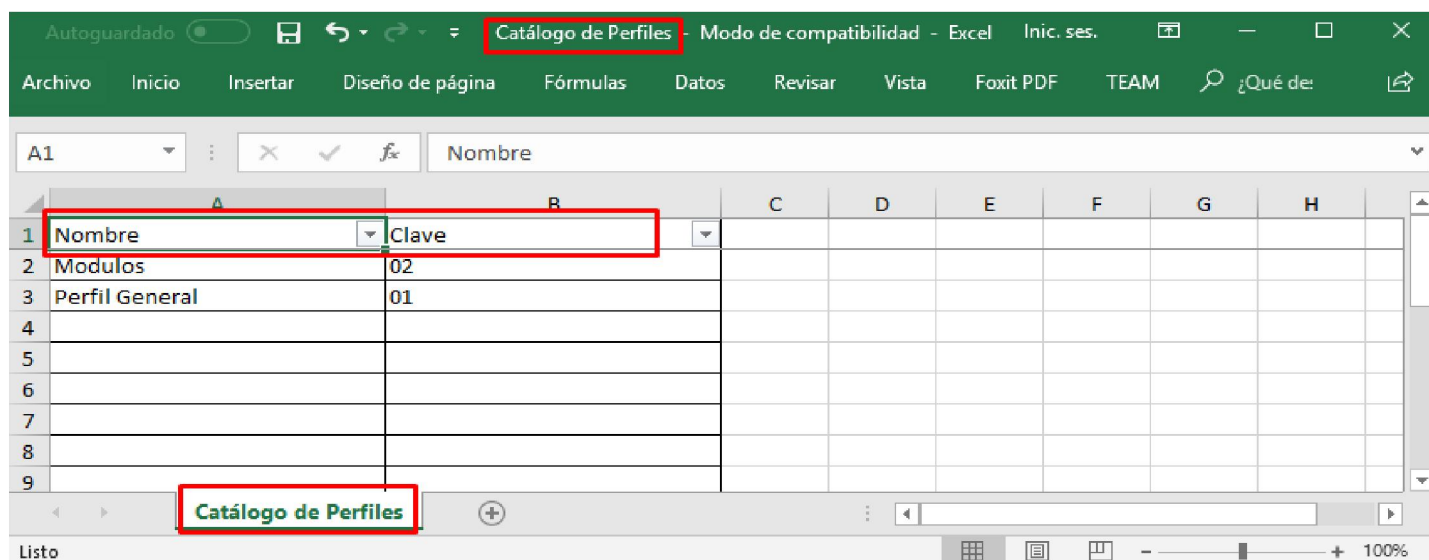 Autoguardado Catálogo de Perfiles - Modo de compatibilidad - Excel Inic. ses.
Archivo Inicio Insertar Diseño de página Fórmulas Datos Revisar Vista Foxit PDF TEAM ¿Qué de:
A1 fx Nombre
A B C D E F G H
1 Nombre Clave
2 Modulos 02
3 Perfil General 01
4
5
6
7
8
9
Catálogo de Perfiles
Listo - + 100%